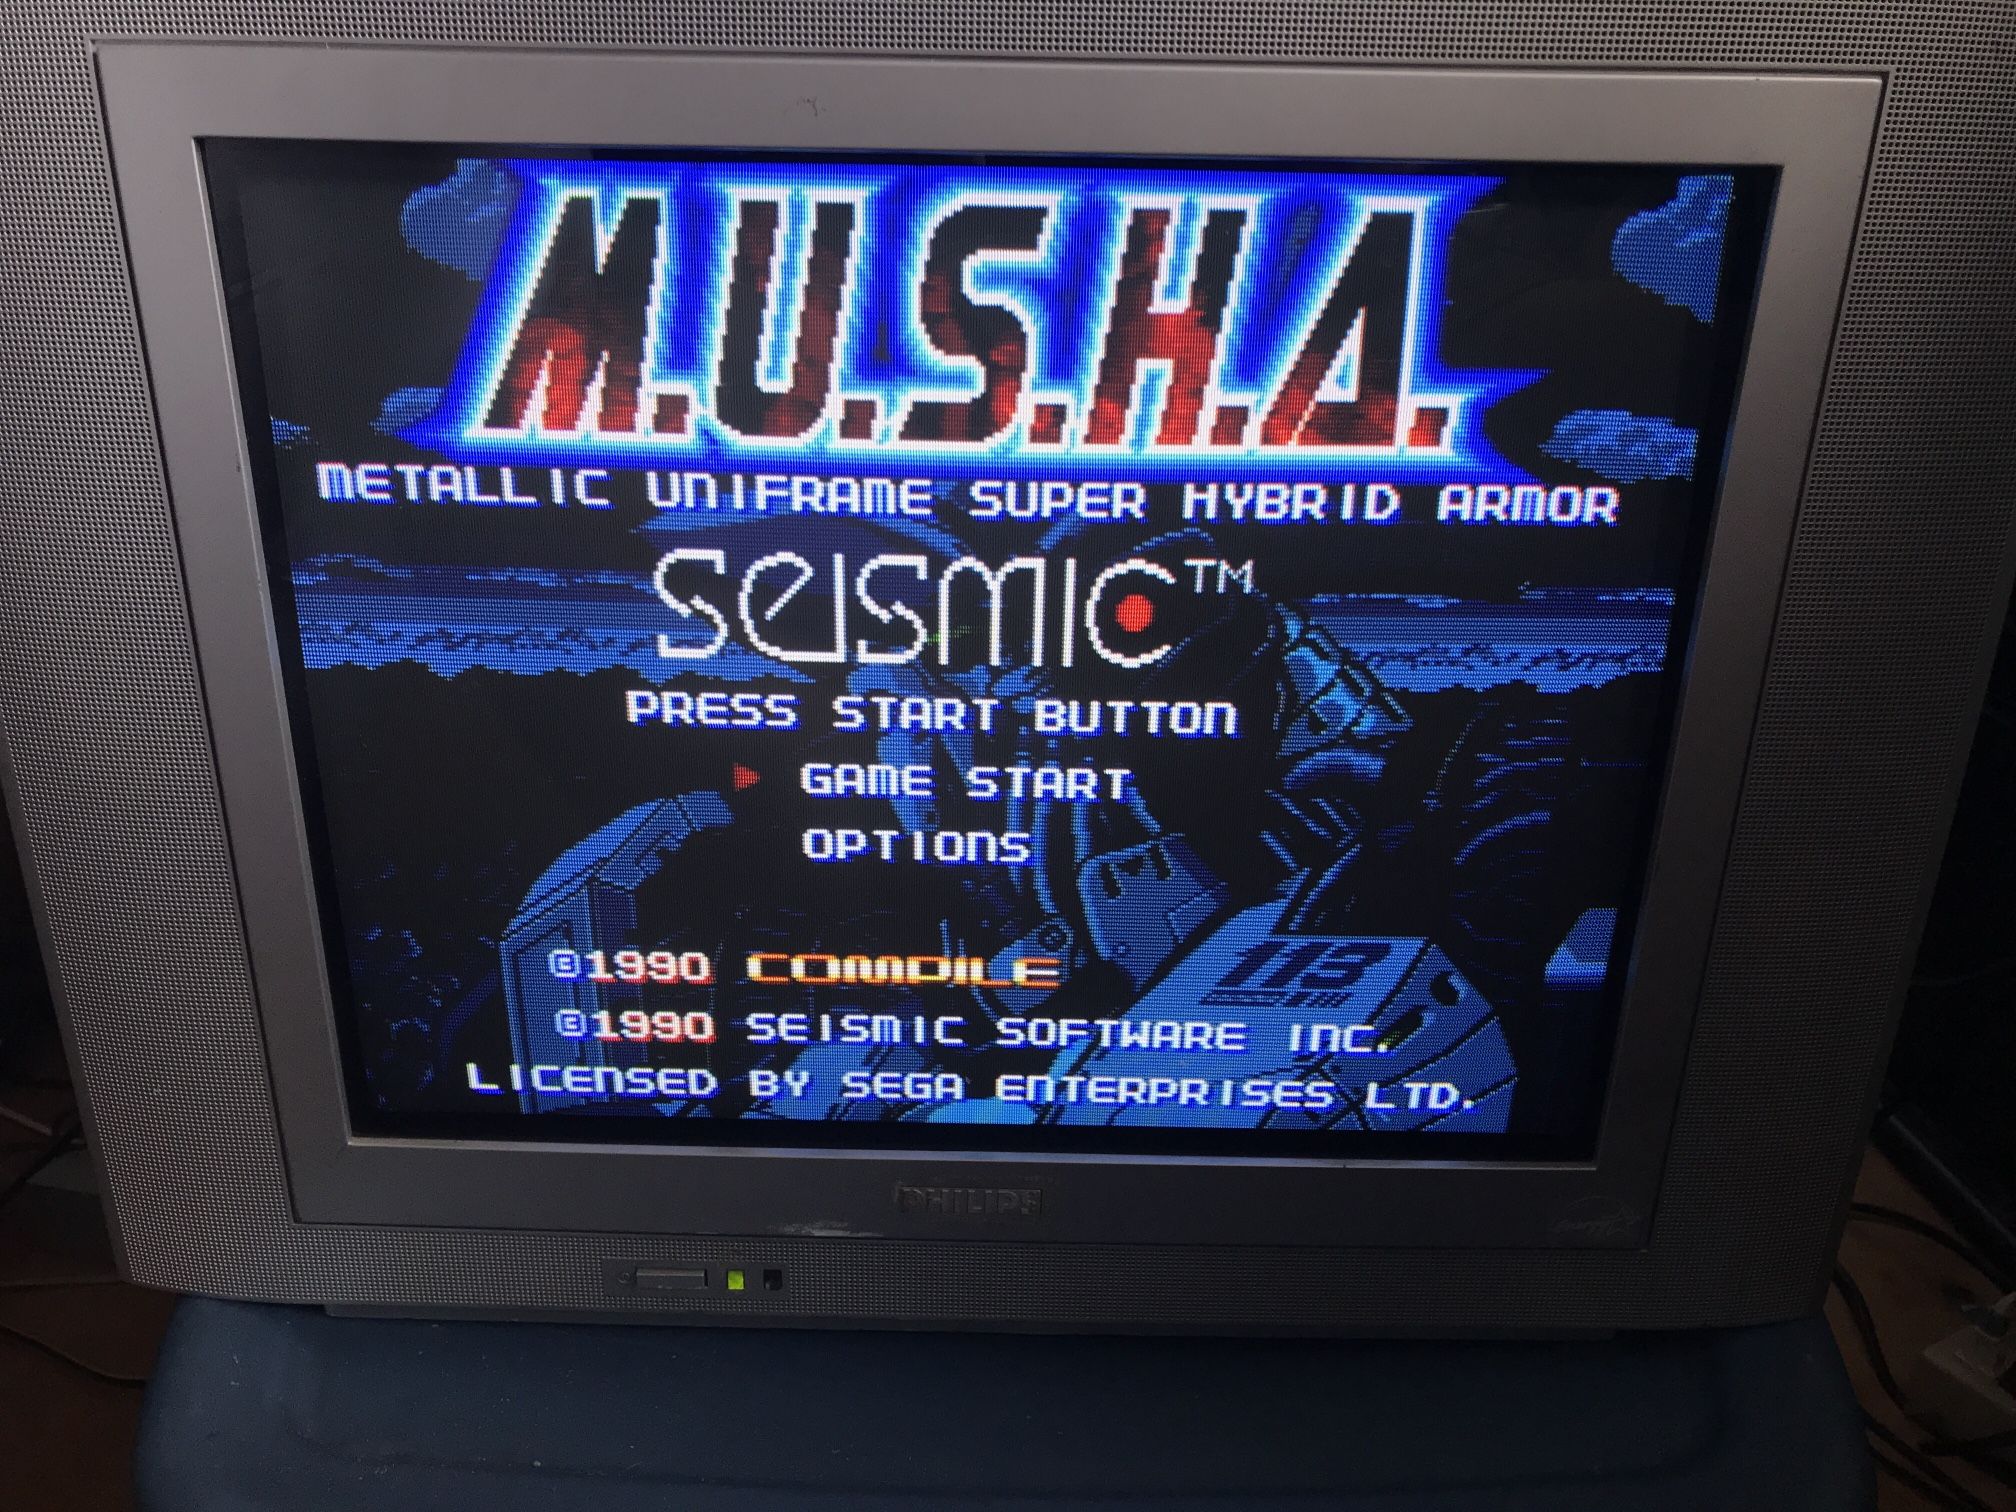 M.U.S.H.A.
METALLIC UNIFRAME SUPER HYBRID ARMOR
SEISMIC™
PRESS START BUTTON
GAME START
OPTIONS
113
©1990 COMPILE
©1990 SEISMIC SOFTWARE INC.
LICENSED BY SEGA ENTERPRISES LTD.
PHILIPS